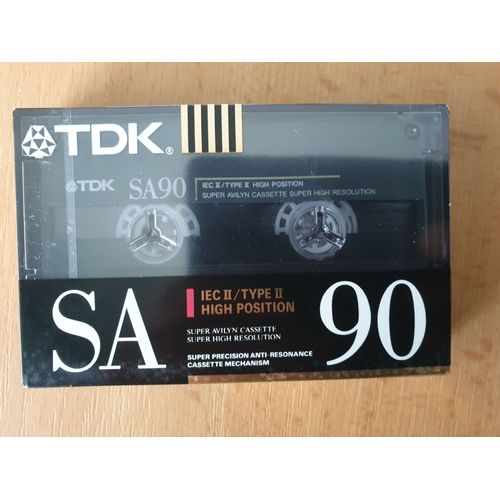 TDK®
TDK SA90
IEC II/TYPE II HIGH POSITION
SUPER AVILYN CASSETTE SUPER HIGH RESOLUTION
SA
IEC II/TYPE II
HIGH POSITION
SUPER AVILYN CASSETTE
SUPER HIGH RESOLUTION
SUPER PRECISION ANTI-RESONANCE
CASSETTE MECHANISM
90